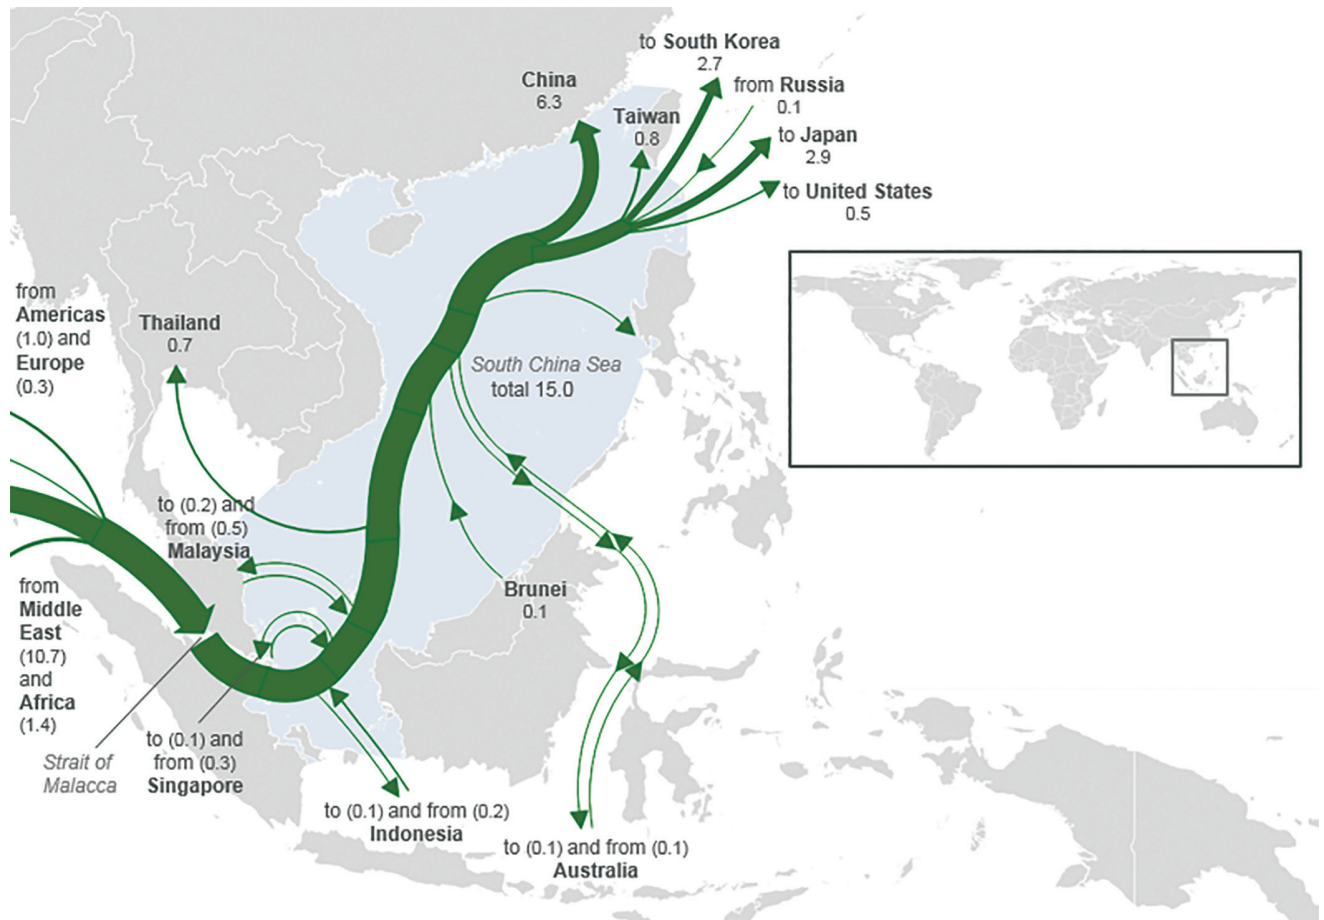 to South Korea
2.7
China
6.3
from Russia
0.1
Taiwan
0.8
to Japan
2.9
to United States
0.5
from
Americas
(1.0) and
Europe
(0.3)
Thailand
0.7
South China Sea
total 15.0
to (0.2) and
from (0.5)
Malaysia
from
Middle
East
(10.7)
and
Africa
(1.4)
Brunei
0.1
Strait of
Malacca
to (0.1) and
from (0.3)
Singapore
to (0.1) and from (0.2)
Indonesia
to (0.1) and from (0.1)
Australia